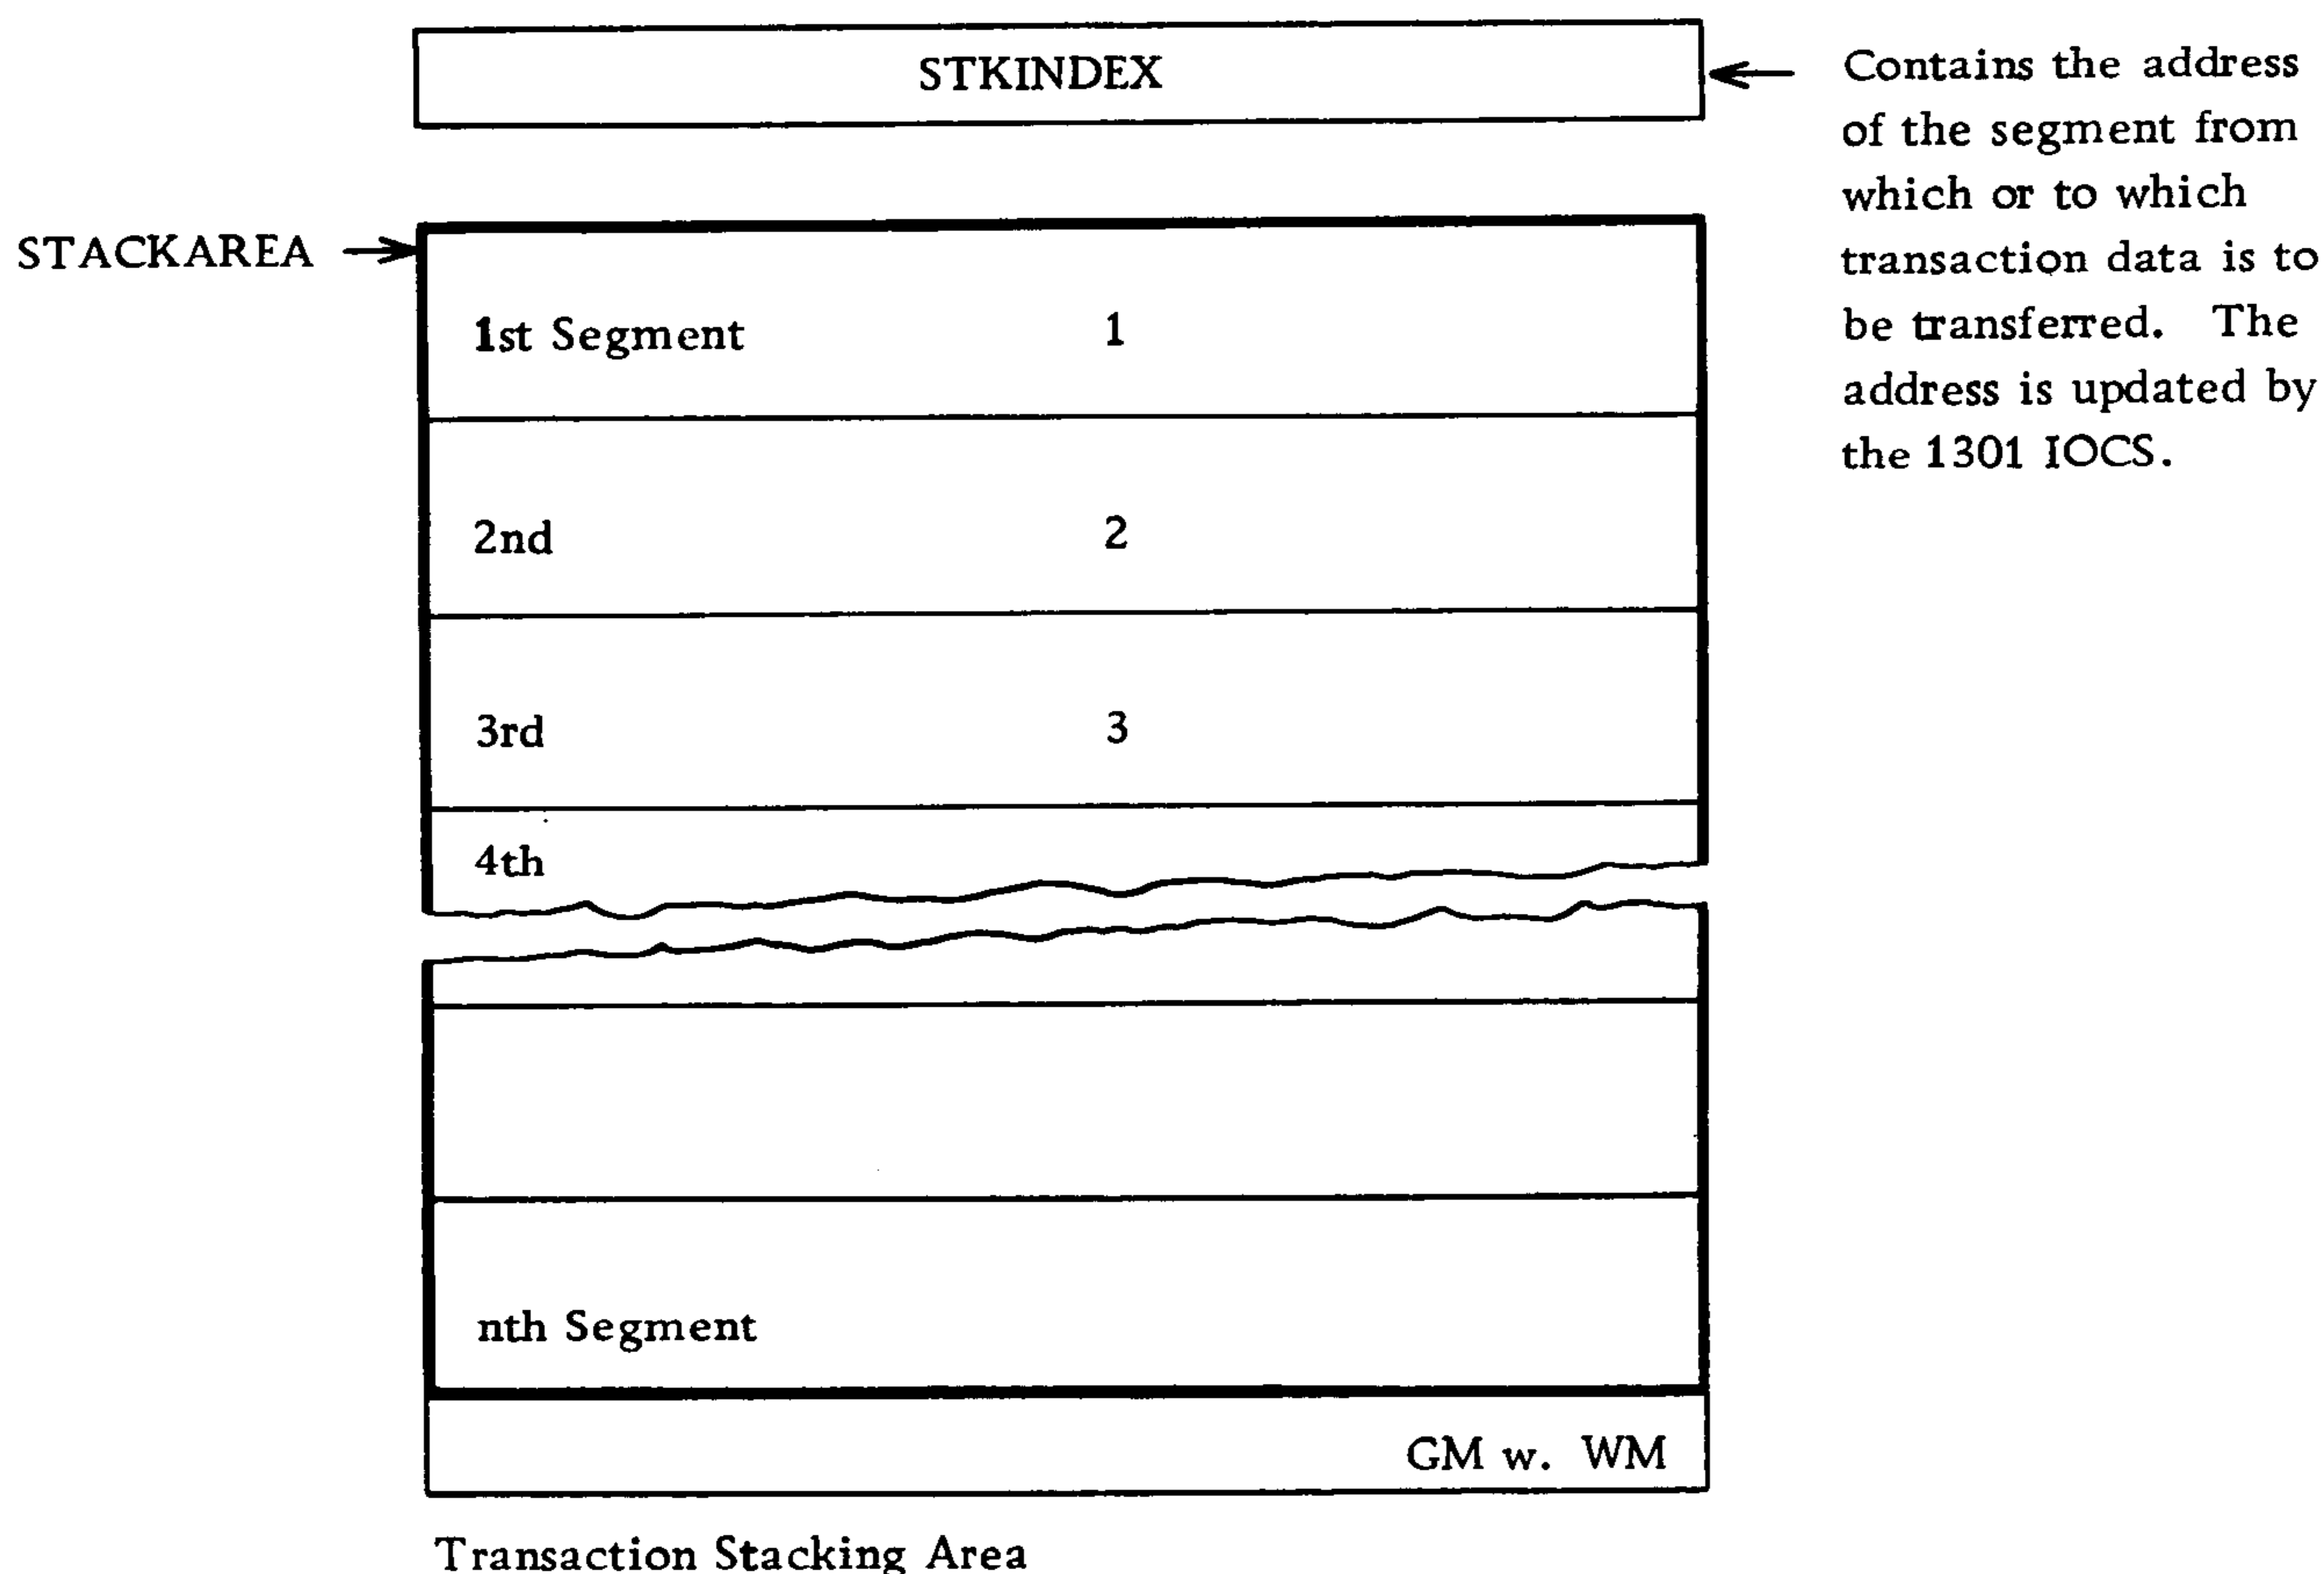 STKINDEX
Contains the address
of the segment from
which or to which
transaction data is to
be transferred. The
address is updated by
the 1301 IOCS.
STACKAREA
1st Segment 1
2nd 2
3rd 3
4th
nth Segment
GM w. WM
Transaction Stacking Area